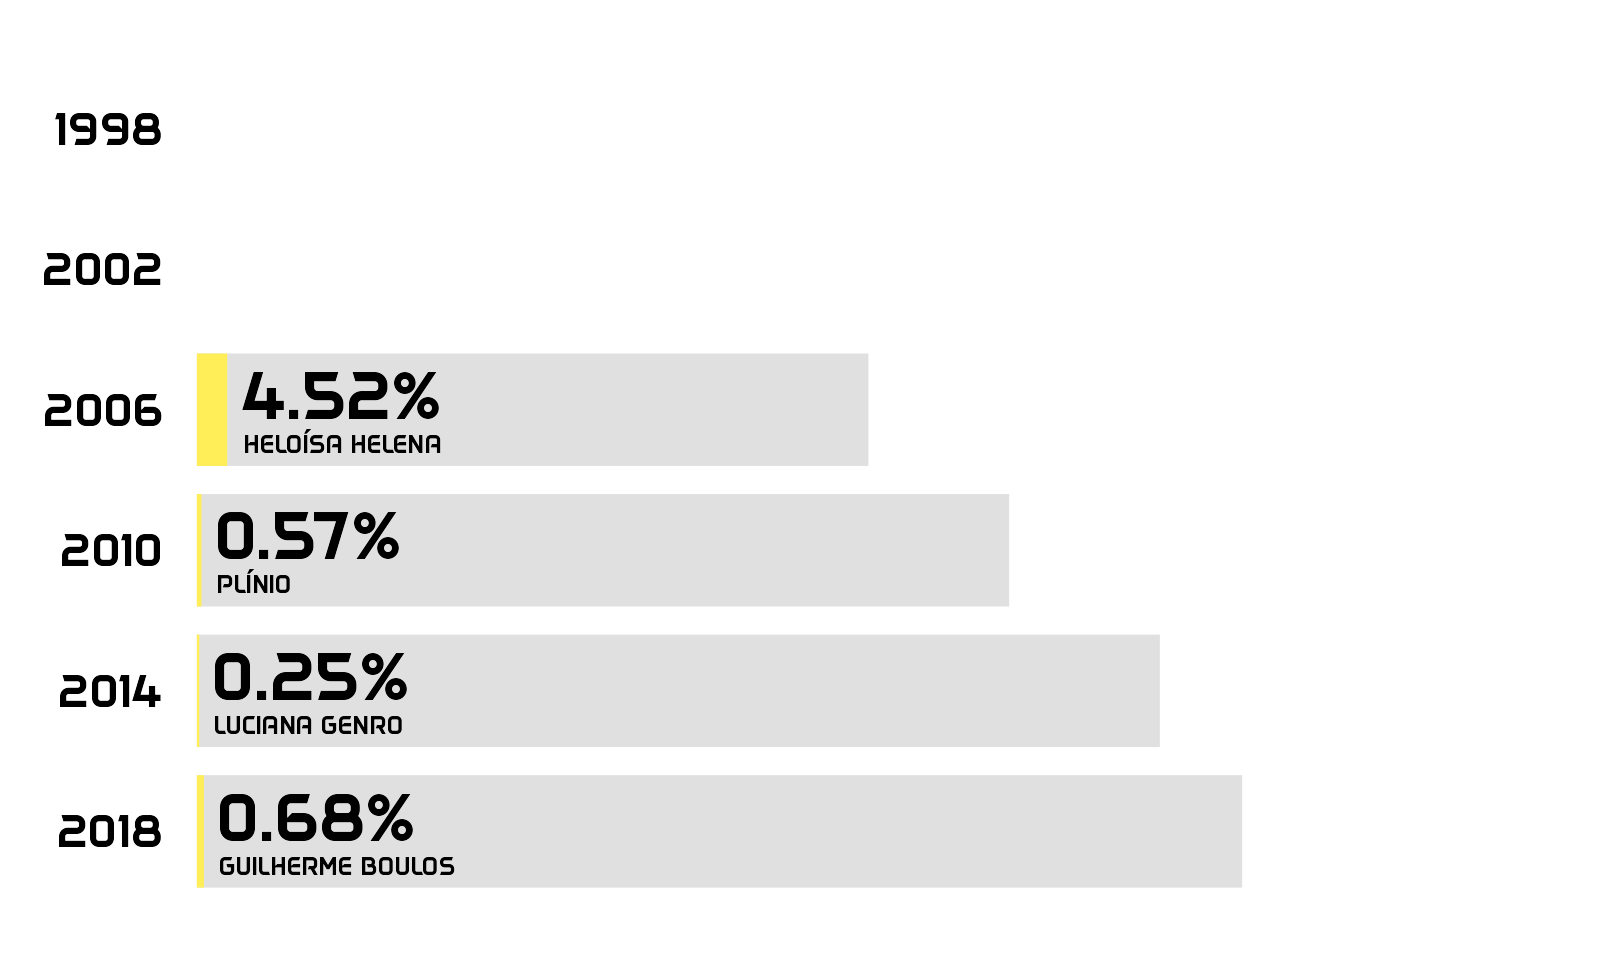 1998
2002
2006
4.52%
HELOÍSA HELENA
2010
0.57%
PLÍNIO
2014
0.25%
LUCIANA GENRO
2018
0.68%
GUILHERME BOULOS